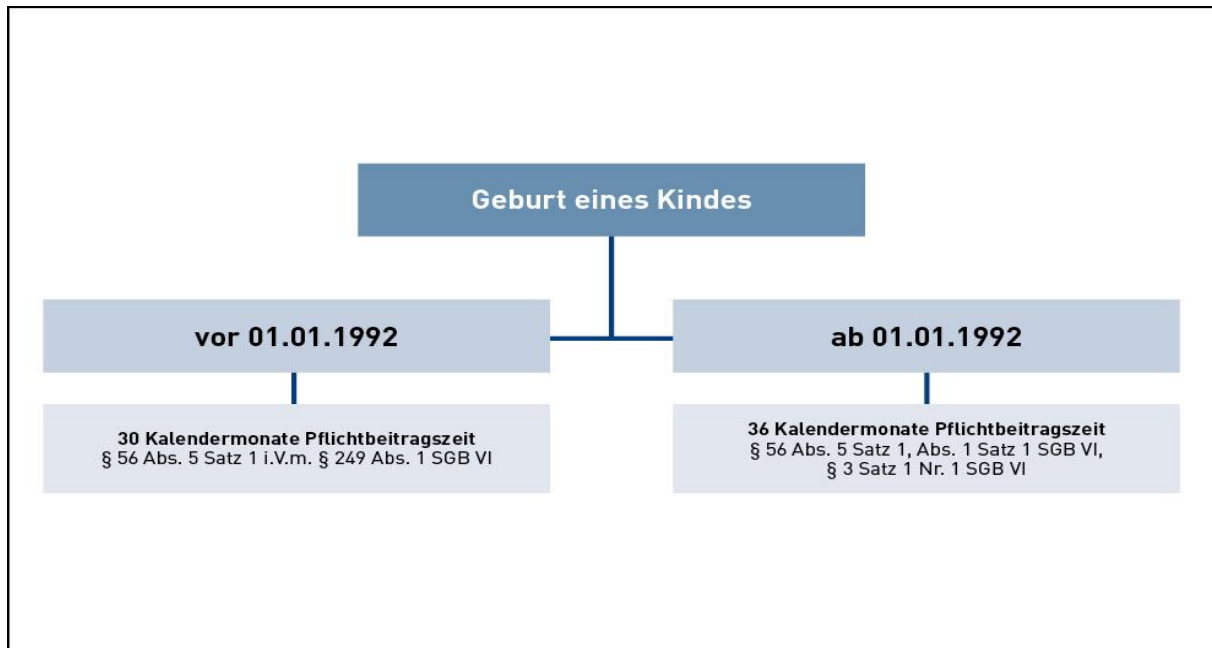 Geburt eines Kindes
vor 01.01.1992
ab 01.01.1992
30 Kalendermonate Pflichtbeitragszeit
§ 56 Abs. 5 Satz 1 i.V.m. § 249 Abs. 1 SGB VI
36 Kalendermonate Pflichtbeitragszeit
§ 56 Abs. 5 Satz 1, Abs. 1 Satz 1 SGB VI,
§ 3 Satz 1 Nr. 1 SGB VI